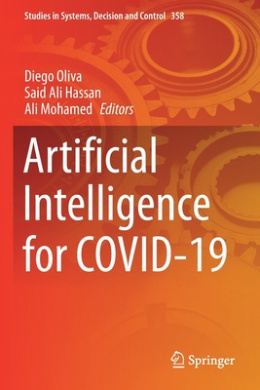 Studies in Systems, Decision and Control 358
Diego Oliva
Said Ali Hassan
Ali Mohamed Editors
Artificial
Intelligence
for COVID-19
Springer